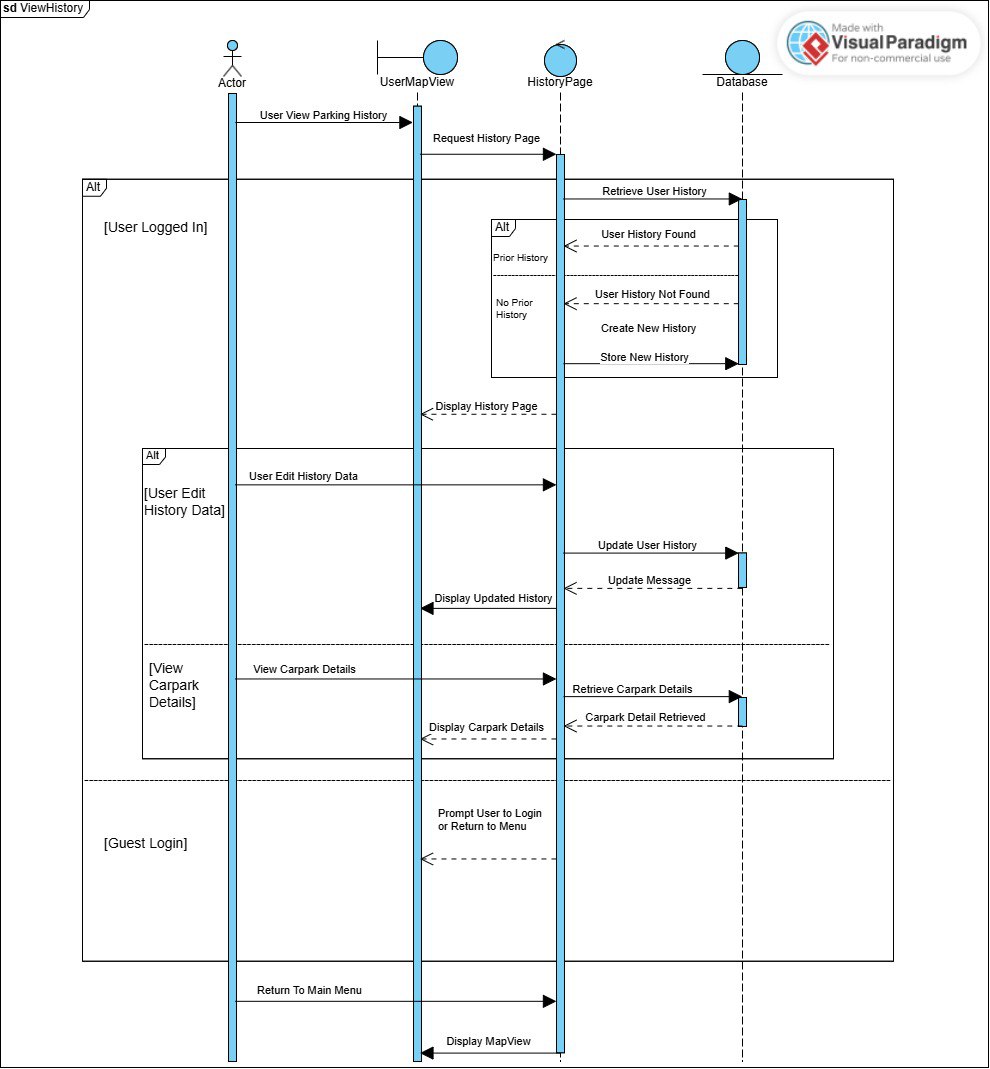 sd ViewHistory
Made with
VisualParadigm
For non-commercial use
Actor
UserMapView
HistoryPage
Database
User View Parking History
Request History Page
Alt
Retrieve User History
[User Logged In]
Alt
User History Found
Prior History
User History Not Found
No Prior
History
Create New History
Store New History
Display History Page
Alt
User Edit History Data
[User Edit
History Data]
Update User History
Update Message
Display Updated History
[View
Carpark
Details]
View Carpark Details
Retrieve Carpark Details
Carpark Detail Retrieved
Display Carpark Details
Prompt User to Login
or Return to Menu
[Guest Login]
Return To Main Menu
Display MapView